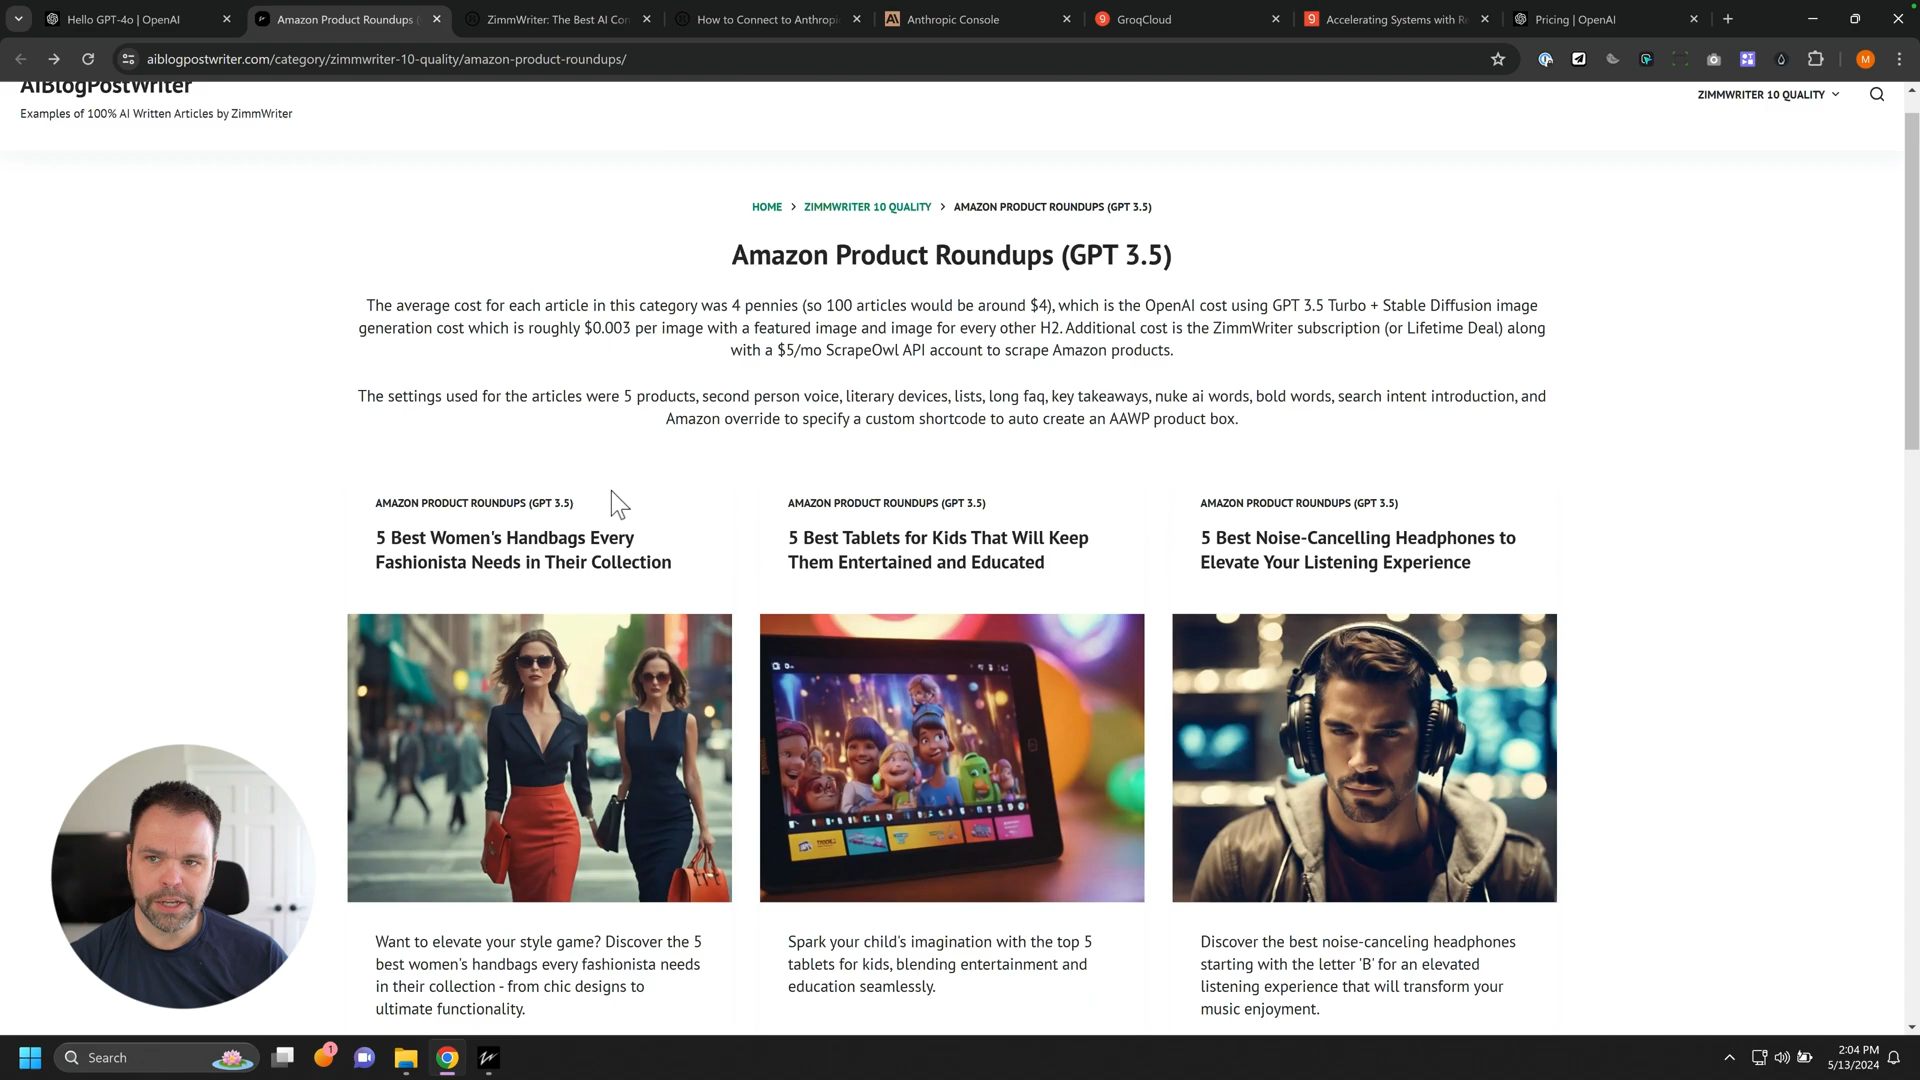 Hello GPT-4o | OpenAI
Amazon Product Roundups (
ZimmWriter: The Best AI Con
How to Connect to Anthropi
Anthropic Console
GroqCloud
Accelerating Systems with Re
Pricing | OpenAI
aiblogpostwriter.com/category/zimmwriter-10-quality/amazon-product-roundups/
M
AIBlogPostWriter
Examples of 100% AI Written Articles by ZimmWriter
ZIMMWRITER 10 QUALITY
HOME > ZIMMWRITER 10 QUALITY > AMAZON PRODUCT ROUNDUPS (GPT 3.5)
Amazon Product Roundups (GPT 3.5)
The average cost for each article in this category was 4 pennies (so 100 articles would be around $4), which is the OpenAI cost using GPT 3.5 Turbo + Stable Diffusion image
generation cost which is roughly $0.003 per image with a featured image and image for every other H2. Additional cost is the ZimmWriter subscription (or Lifetime Deal) along
with a $5/mo ScrapeOwl API account to scrape Amazon products.
The settings used for the articles were 5 products, second person voice, literary devices, lists, long faq, key takeaways, nuke ai words, bold words, search intent introduction, and
Amazon override to specify a custom shortcode to auto create an AAWP product box.
AMAZON PRODUCT ROUNDUPS (GPT 3.5)
5 Best Women's Handbags Every
Fashionista Needs in Their Collection
Want to elevate your style game? Discover the 5
best women's handbags every fashionista needs
in their collection - from chic designs to
ultimate functionality.
AMAZON PRODUCT ROUNDUPS (GPT 3.5)
5 Best Tablets for Kids That Will Keep
Them Entertained and Educated
Spark your child's imagination with the top 5
tablets for kids, blending entertainment and
education seamlessly.
AMAZON PRODUCT ROUNDUPS (GPT 3.5)
5 Best Noise-Cancelling Headphones to
Elevate Your Listening Experience
Discover the best noise-canceling headphones
starting with the letter 'B' for an elevated
listening experience that will transform your
music enjoyment.
Search
1
2:04 PM
5/13/2024